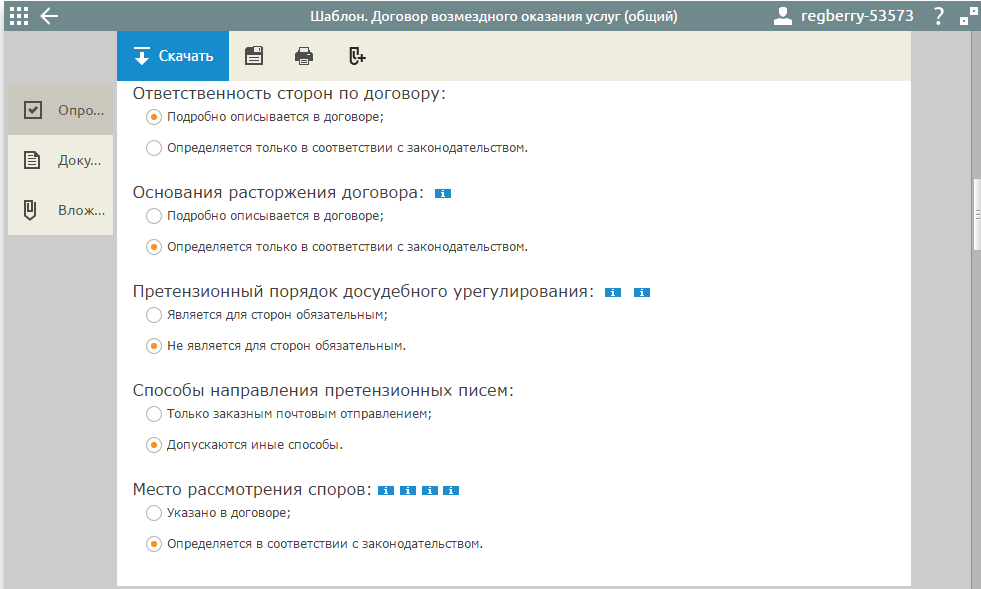 Шаблон. Договор возмездного оказания услуг (общий) regberry-53573 ?
Скачать
Опро...
Доку...
Влож...
Ответственность сторон по договору:
Подробно описывается в договоре;
Определяется только в соответствии с законодательством.
Основания расторжения договора: i
Подробно описывается в договоре;
Определяется только в соответствии с законодательством.
Претензионный порядок досудебного урегулирования: i i
Является для сторон обязательным;
Не является для сторон обязательным.
Способы направления претензионных писем:
Только заказным почтовым отправлением;
Допускаются иные способы.
Место рассмотрения споров: i i i i
Указано в договоре;
Определяется в соответствии с законодательством.